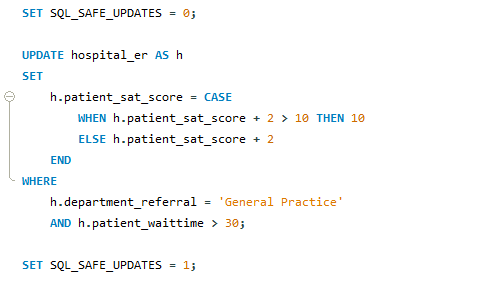 SET SQL_SAFE_UPDATES = 0;
UPDATE hospital_er AS h
SET
h.patient_sat_score = CASE
WHEN h.patient_sat_score + 2 > 10 THEN 10
ELSE h.patient_sat_score + 2
END
WHERE
h.department_referral = 'General Practice'
AND h.patient_waittime > 30;
SET SQL_SAFE_UPDATES = 1;